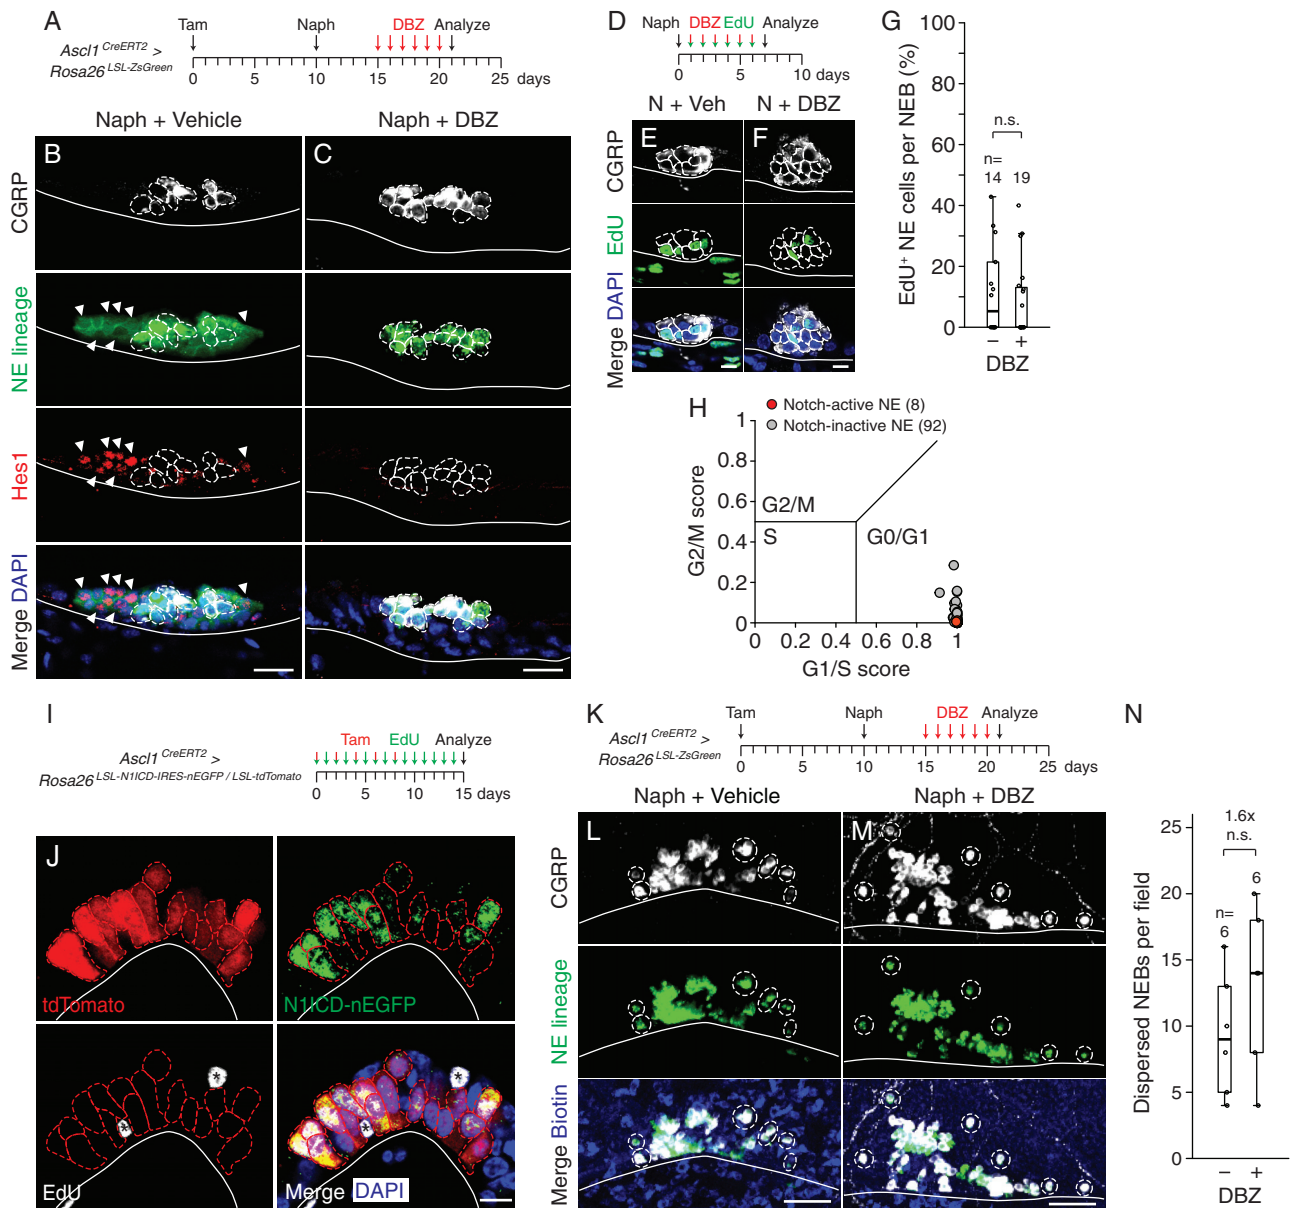 A
Tam
Naph
DBZ
Analyze
Ascl1 CreERT2 >
Rosa26 LSL-ZsGreen
0 5 10 15 20 25 days
Naph + Vehicle
Naph + DBZ
B
C
CGRP
NE lineage
Hes1
Merge DAPI
D
Naph DBZ EdU Analyze
0 5 10 days
N + Veh
N + DBZ
E
F
CGRP
EdU
Merge DAPI
G
EdU+ NE cells per NEB (%)
100
80
60
40
20
0
n.s.
n=
14 19
− +
DBZ
H
Notch-active NE (8)
Notch-inactive NE (92)
G2/M score
1
0.8
0.6
0.4
0.2
0
G2/M
S
G0/G1
0 0.2 0.4 0.6 0.8 1
G1/S score
I
Tam EdU Analyze
Ascl1 CreERT2 >
Rosa26 LSL-N1ICD-IRES-nEGFP / LSL-tdTomato
0 5 10 15 days
J
tdTomato
N1ICD-nEGFP
EdU
*
*
Merge DAPI
*
*
K
Tam
Naph
DBZ
Analyze
Ascl1 CreERT2 >
Rosa26 LSL-ZsGreen
0 5 10 15 20 25 days
Naph + Vehicle
Naph + DBZ
L
M
CGRP
NE lineage
Merge Biotin
N
Dispersed NEBs per field
25
20
15
10
5
0
1.6x
n.s.
n=
6 6
− +
DBZ